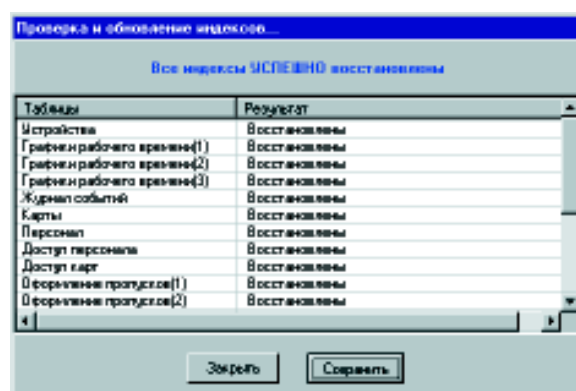 Проверка и обновление индексов...
Все индексы УСПЕШНО восстановлены
Таблицы Результат
Устройства Восстановлены
Графики рабочего времени(1) Восстановлены
Графики рабочего времени(2) Восстановлены
Графики рабочего времени(3) Восстановлены
Журнал событий Восстановлены
Карты Восстановлены
Персонал Восстановлены
Доступ персонала Восстановлены
Доступ карт Восстановлены
Оформление пропусков(1) Восстановлены
Оформление пропусков(2) Восстановлены
Закрыть Сохранить